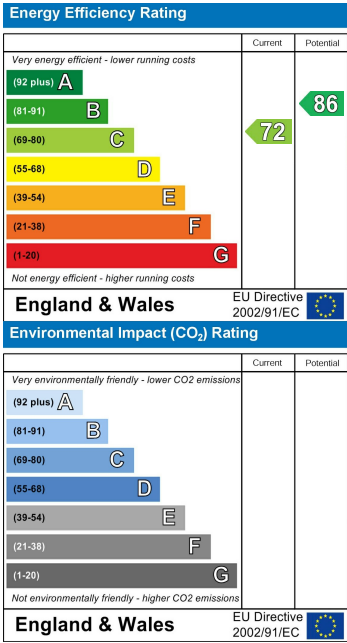 Energy Efficiency Rating
Current Potential
Very energy efficient - lower running costs
(92 plus) A
(81-91) B
(69-80) C
(55-68) D
(39-54) E
(21-38) F
(1-20) G
72
86
Not energy efficient - higher running costs
England & Wales
EU Directive
2002/91/EC
Environmental Impact (CO₂) Rating
Current Potential
Very environmentally friendly - lower CO2 emissions
(92 plus) A
(81-91) B
(69-80) C
(55-68) D
(39-54) E
(21-38) F
(1-20) G
Not environmentally friendly - higher CO2 emissions
England & Wales
EU Directive
2002/91/EC